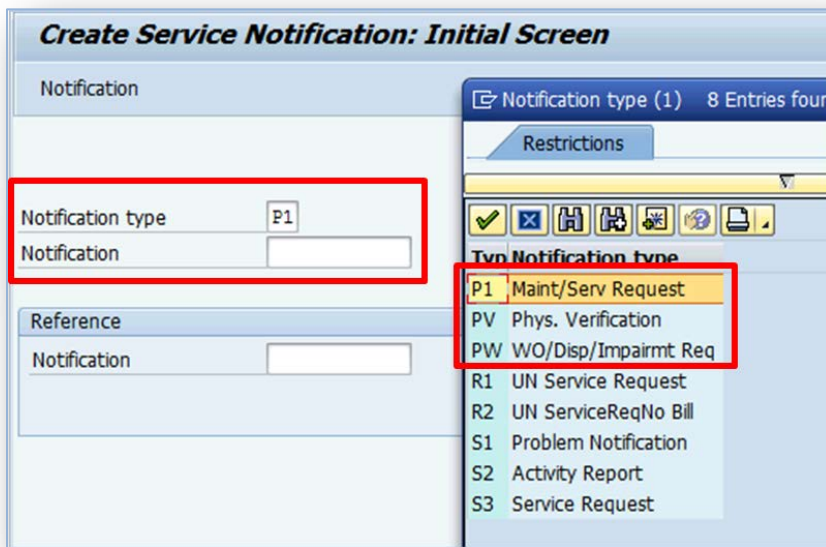 Create Service Notification: Initial Screen
Notification
Notification type P1
Notification
Reference
Notification
Notification type (1) 8 Entries foun
Restrictions
Typ Notification type
P1 Maint/Serv Request
PV Phys. Verification
PW WO/Disp/Impairmt Req
R1 UN Service Request
R2 UN ServiceReqNo Bill
S1 Problem Notification
S2 Activity Report
S3 Service Request